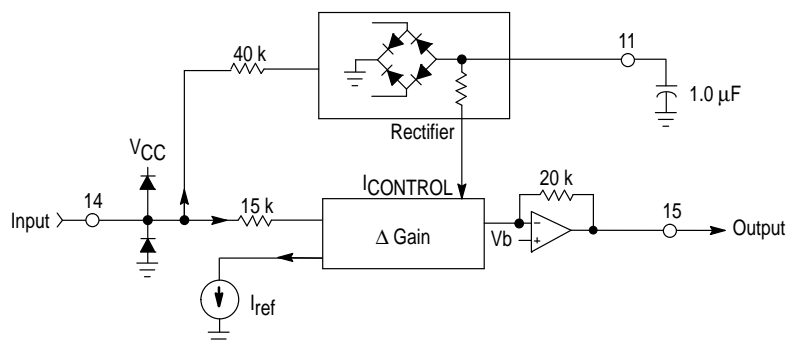 40 k
11
1.0 μF
Rectifier
VCC
ICONTROL
14
Input
15 k
20 k
15
Δ Gain
Vb
−
+
Output
Iref